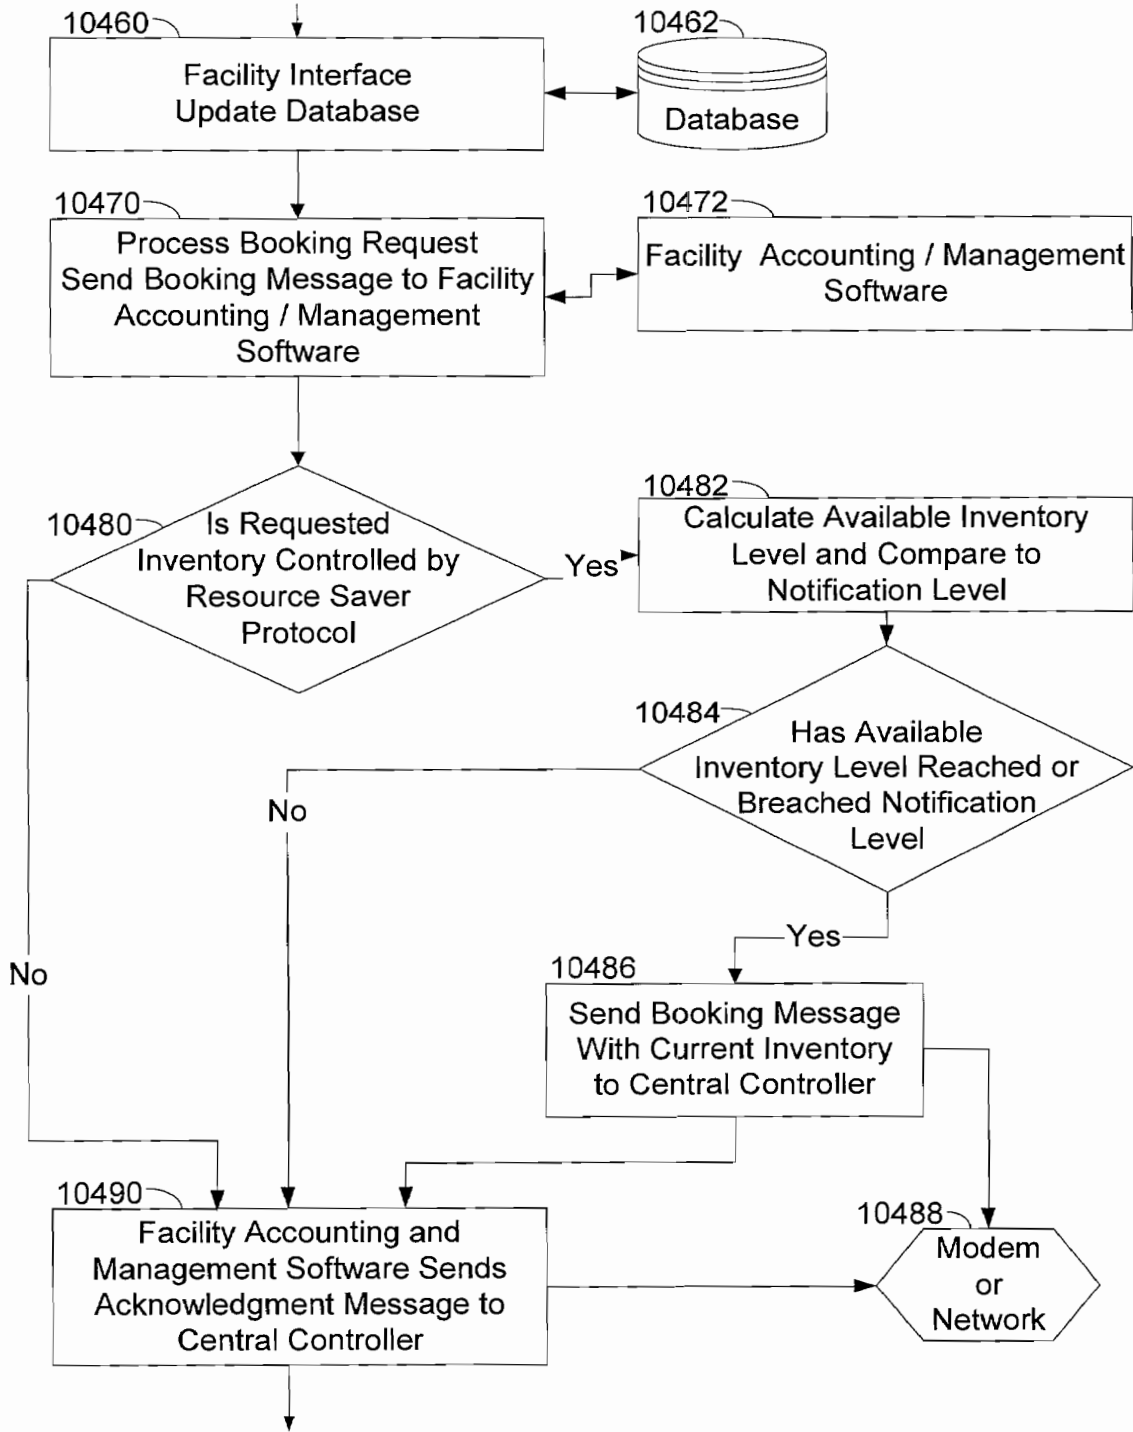 10460
Facility Interface
Update Database
10462
Database
10470
Process Booking Request
Send Booking Message to Facility
Accounting / Management
Software
10472
Facility Accounting / Management
Software
10480
Is Requested
Inventory Controlled by
Resource Saver
Protocol
Yes
10482
Calculate Available Inventory
Level and Compare to
Notification Level
10484
Has Available
Inventory Level Reached or
Breached Notification
Level
No
Yes
No
10486
Send Booking Message
With Current Inventory
to Central Controller
10490
Facility Accounting and
Management Software Sends
Acknowledgment Message to
Central Controller
10488
Modem
or
Network